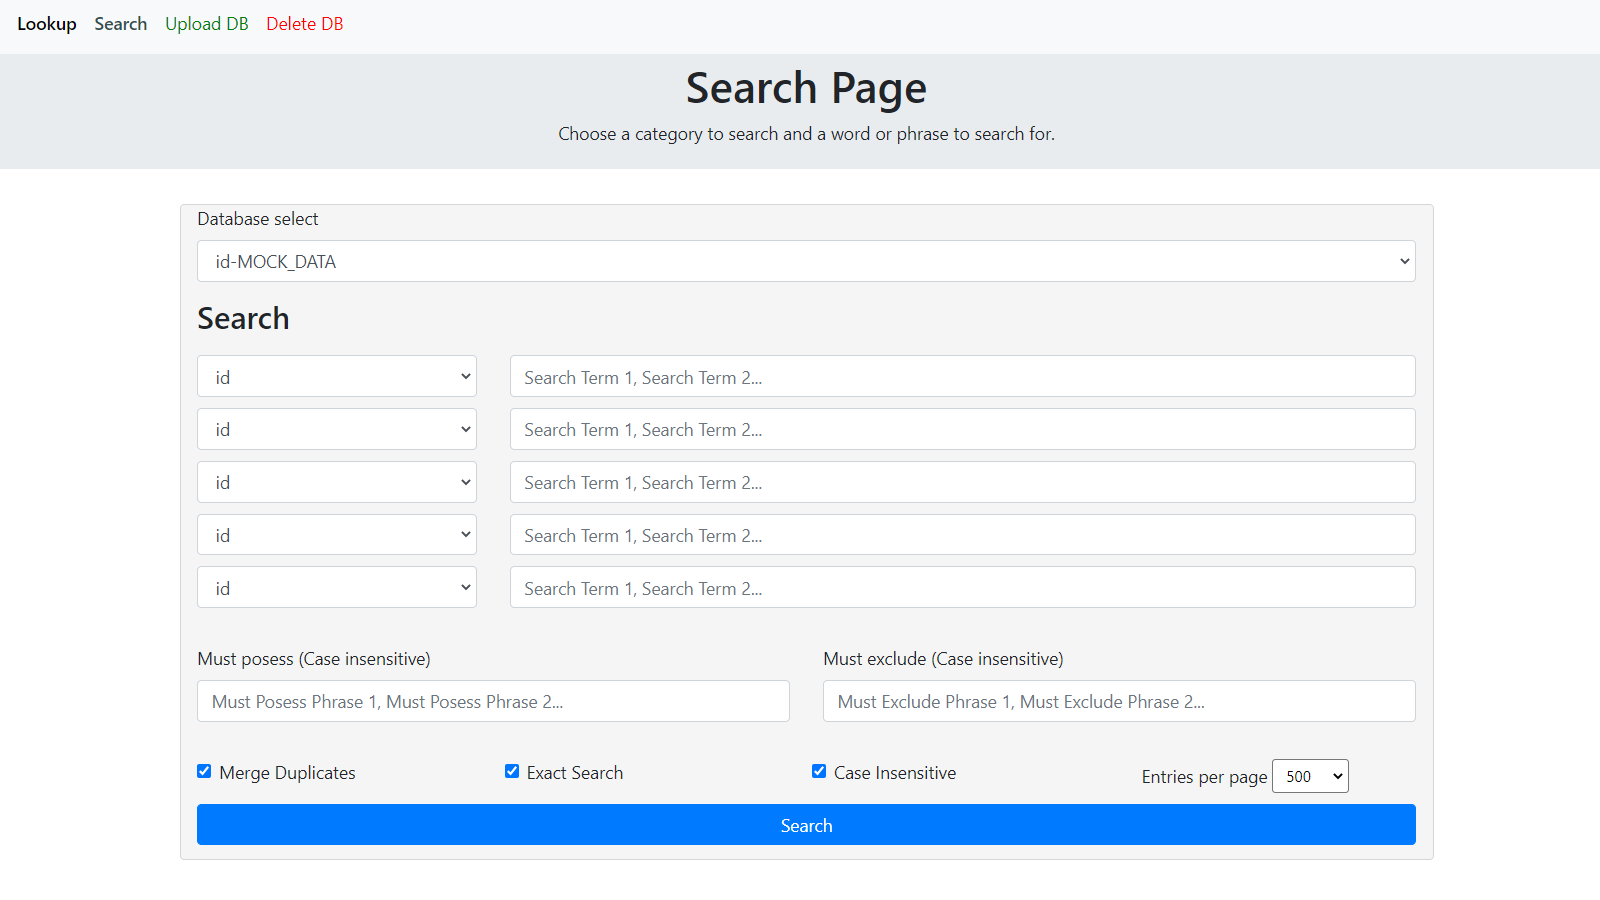 Lookup Search Upload DB Delete DB
Search Page
Choose a category to search and a word or phrase to search for.
Database select
id-MOCK_DATA
Search
id Search Term 1, Search Term 2...
id Search Term 1, Search Term 2...
id Search Term 1, Search Term 2...
id Search Term 1, Search Term 2...
id Search Term 1, Search Term 2...
Must posess (Case insensitive) Must exclude (Case insensitive)
Must Posess Phrase 1, Must Posess Phrase 2... Must Exclude Phrase 1, Must Exclude Phrase 2...
Merge Duplicates Exact Search Case Insensitive Entries per page 500
Search